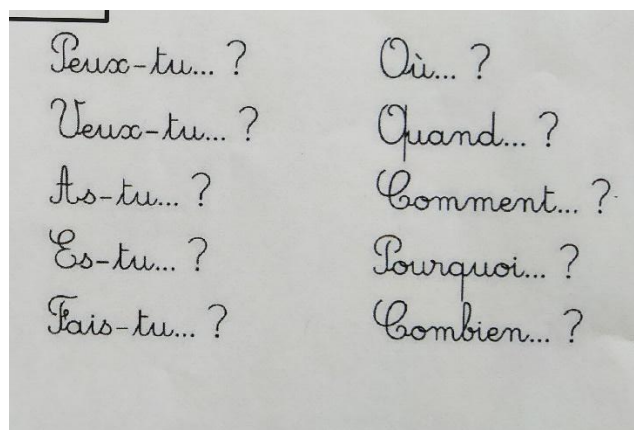 Peux-tu... ?
Veux-tu... ?
As-tu... ?
Es-tu... ?
Fais-tu... ?
Où... ?
Quand... ?
Comment... ?
Pourquoi... ?
Combien... ?